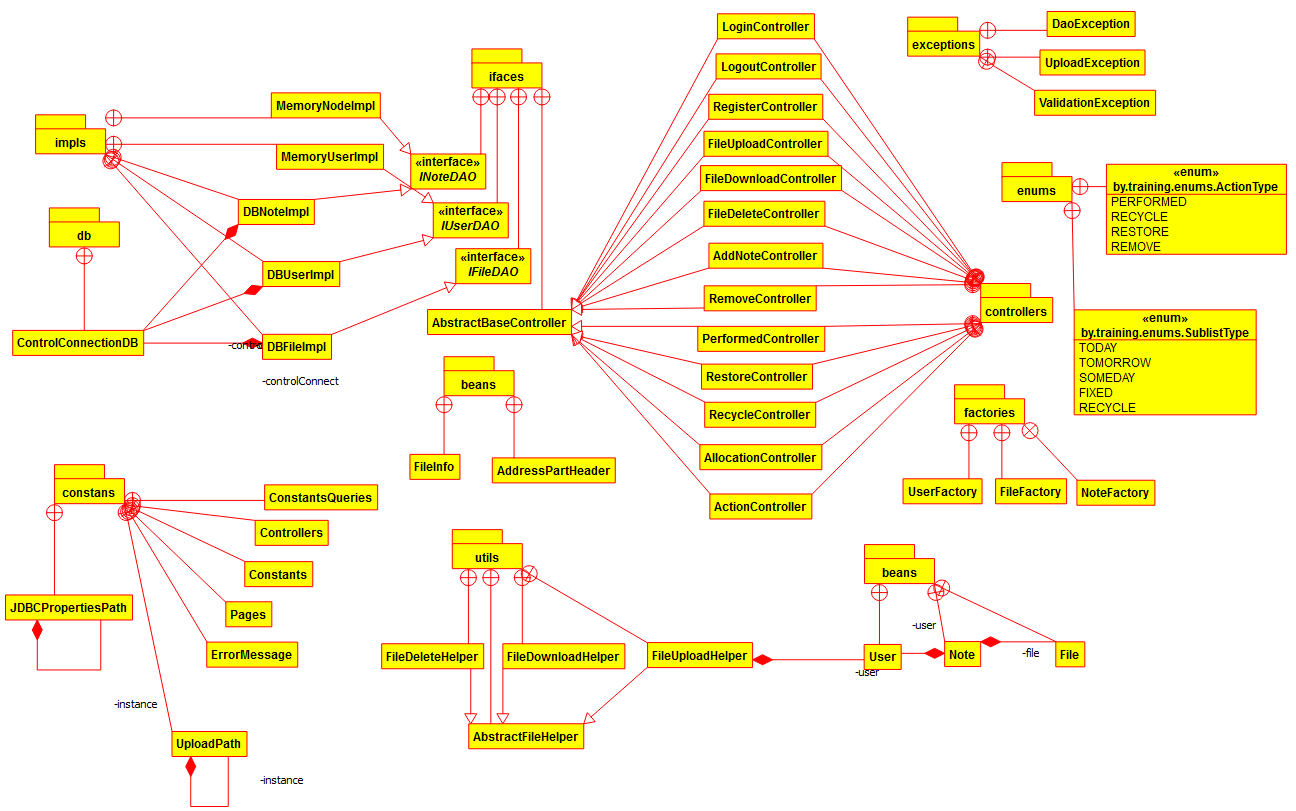 LoginController
LogoutController
RegisterController
FileUploadController
FileDownloadController
FileDeleteController
AddNoteController
RemoveController
PerformedController
RestoreController
RecycleController
AllocationController
ActionController
controllers
exceptions
DaoException
UploadException
ValidationException
ifaces
impls
MemoryNodeImpl
MemoryUserImpl
«interface»
INoteDAO
«interface»
IUserDAO
«interface»
IFileDAO
DBNoteImpl
DBUserImpl
DBFileImpl
db
ControlConnectionDB
-contro
-controlConnect
AbstractBaseController
enums
«enum»
by.training.enums.ActionType
PERFORMED
RECYCLE
RESTORE
REMOVE
«enum»
by.training.enums.SublistType
TODAY
TOMORROW
SOMEDAY
FIXED
RECYCLE
beans
FileInfo
AddressPartHeader
factories
UserFactory
FileFactory
NoteFactory
constans
ConstantsQueries
Controllers
Constants
Pages
ErrorMessage
JDBCPropertiesPath
-instance
UploadPath
-instance
utils
FileDeleteHelper
FileDownloadHelper
FileUploadHelper
AbstractFileHelper
beans
-user
User
Note
File
-user
-file